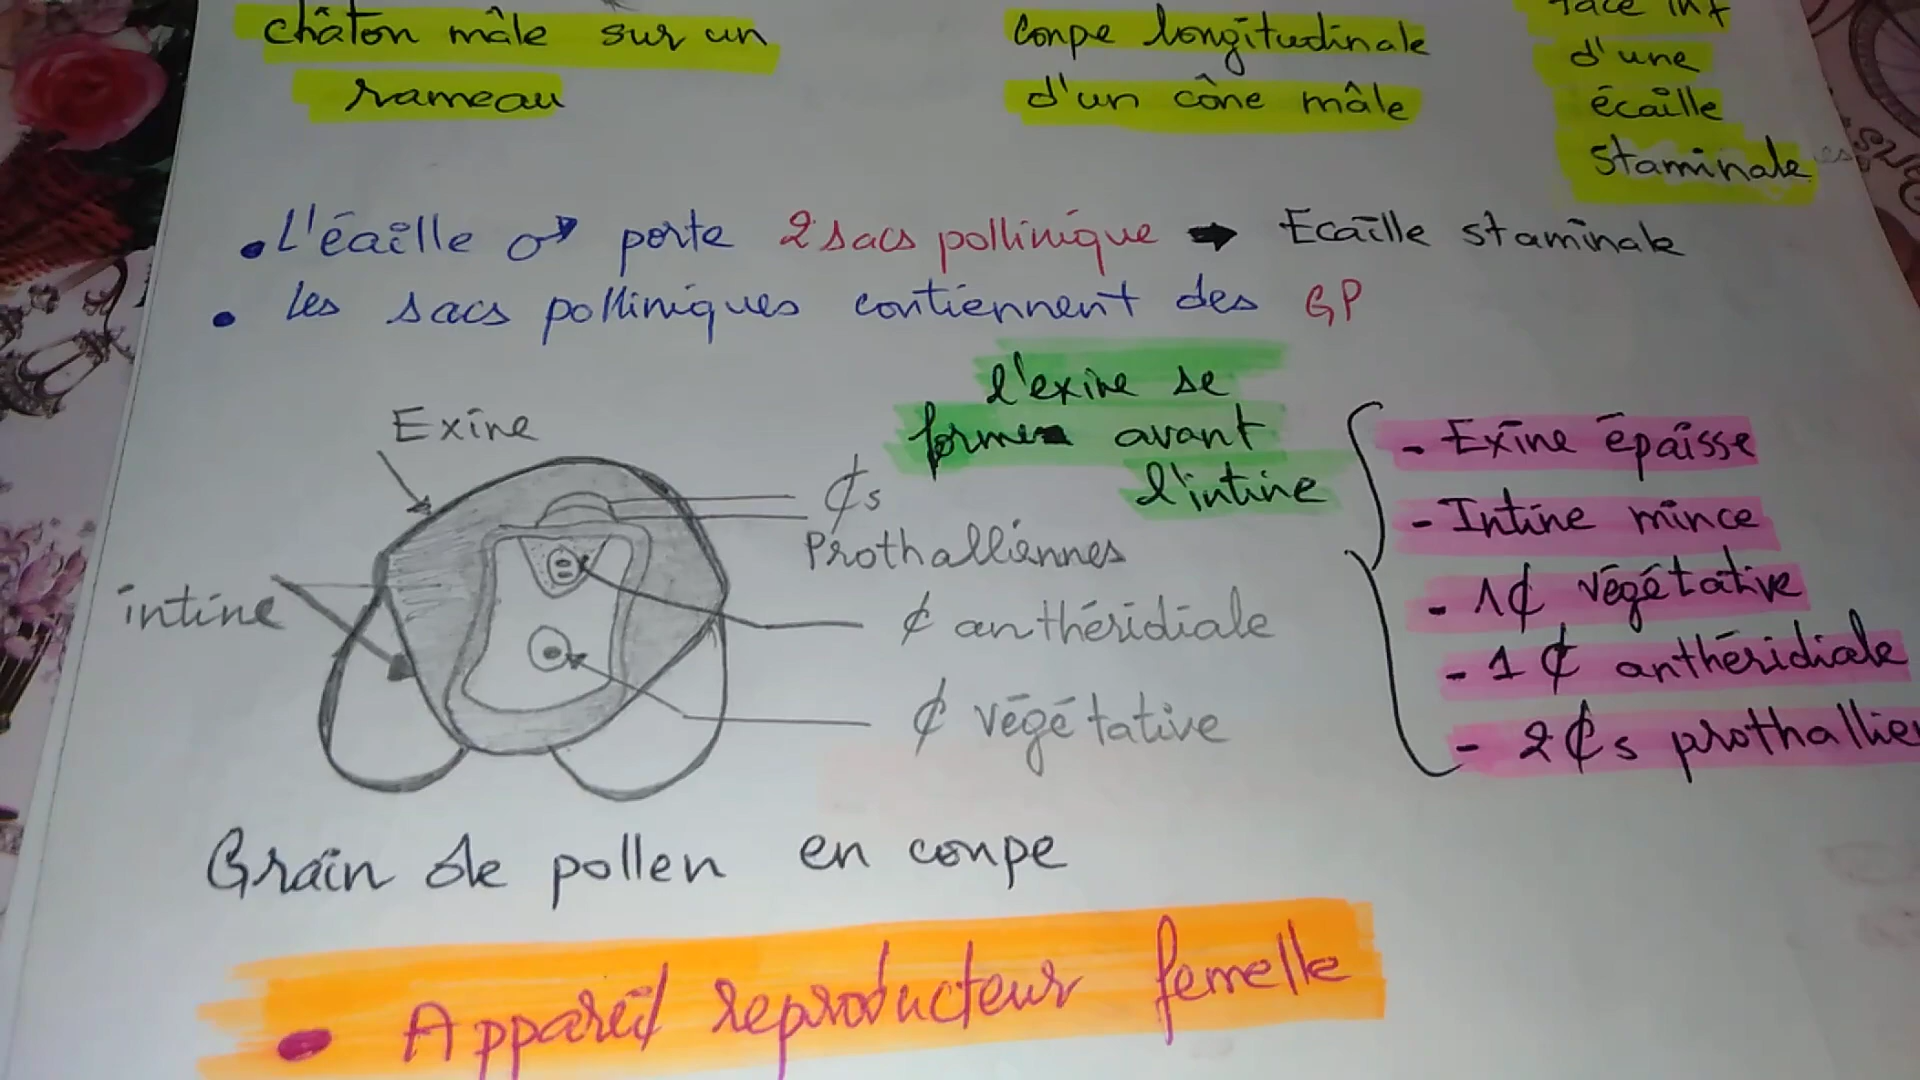 châton mâle sur un
rameau
coupe longitudinale
d'un cône mâle
face inf
d'une
écaille
staminale
• L'écaille ♂ porte 2 sacs pollinique → Ecaille staminale
• les sacs polliniques contiennent des GP
l'exine se
forme avant
l'intine
Exine
¢s
Prothalliennes
intine
¢ anthéridiale
¢ végétative
- Exine épaisse
- Intine mince
- 1¢ végétative
- 1 ¢ anthéridiale
- 2 ¢s prothallie
Grain de pollen en coupe
• Appareil reproducteur femelle